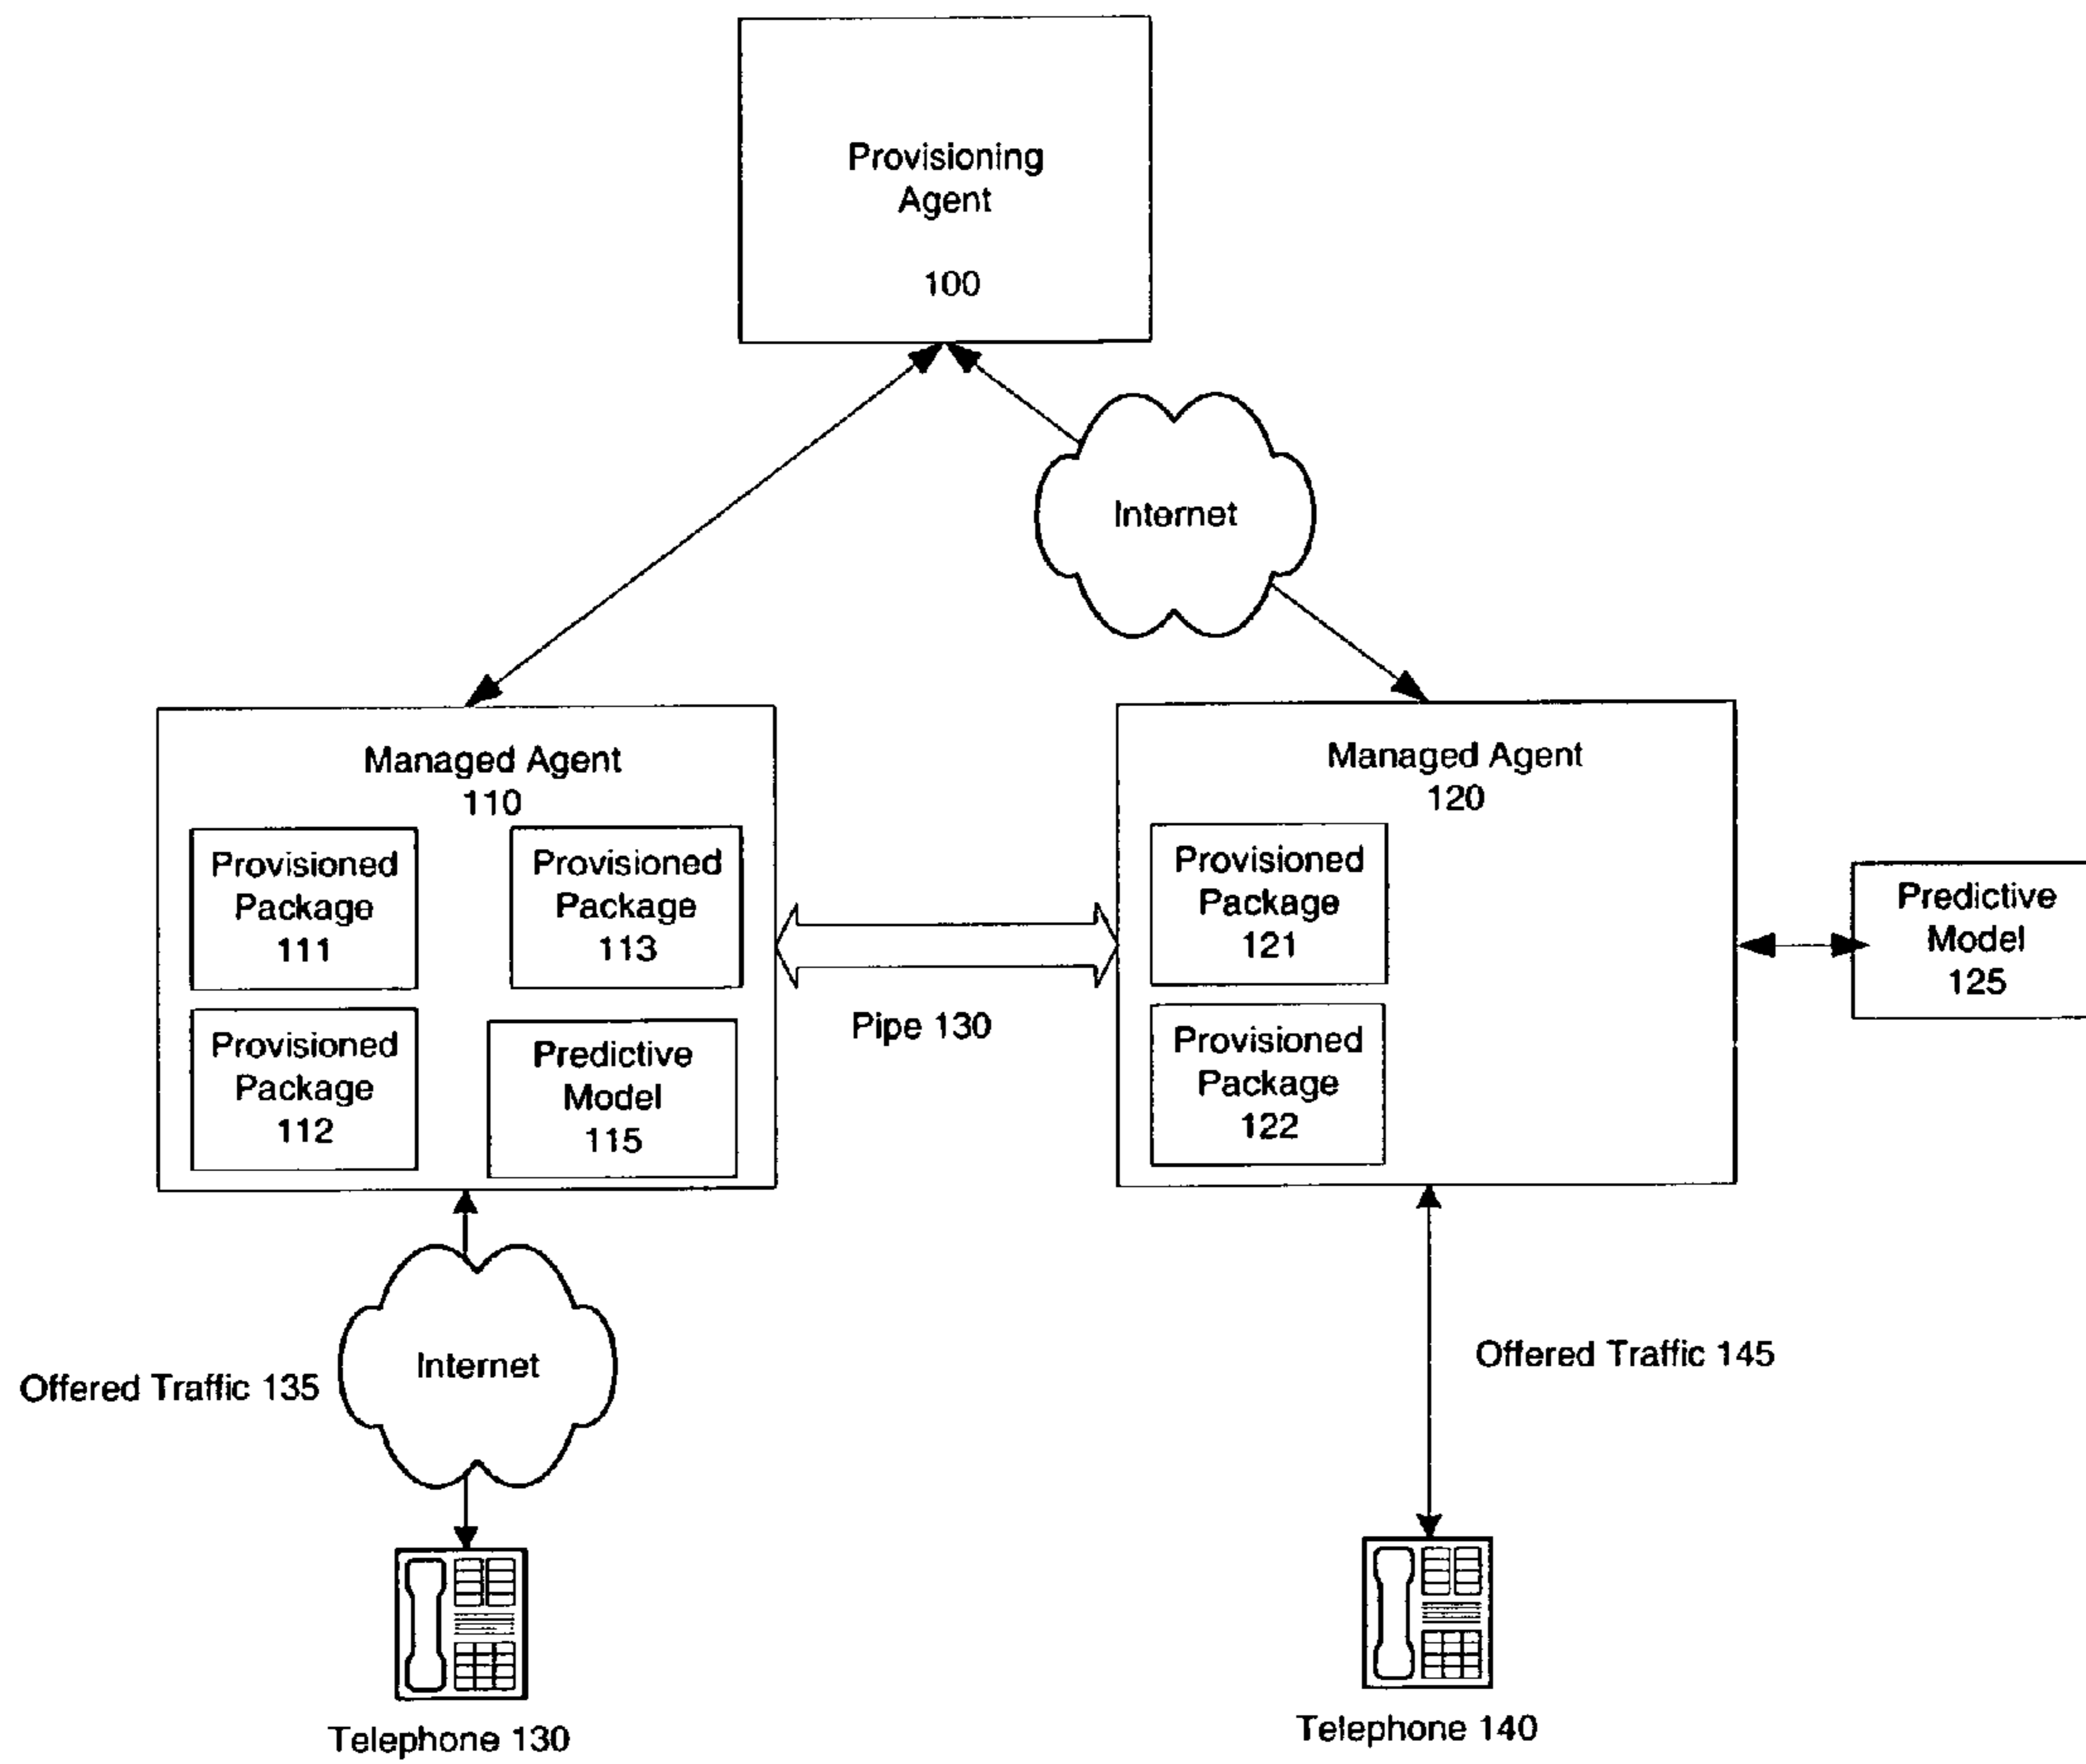 Provisioning
Agent
100
Internet
Managed Agent
110
Provisioned
Package
111
Provisioned
Package
113
Provisioned
Package
112
Predictive
Model
115
Pipe 130
Managed Agent
120
Provisioned
Package
121
Provisioned
Package
122
Predictive
Model
125
Internet
Offered Traffic 135
Offered Traffic 145
Telephone 130
Telephone 140